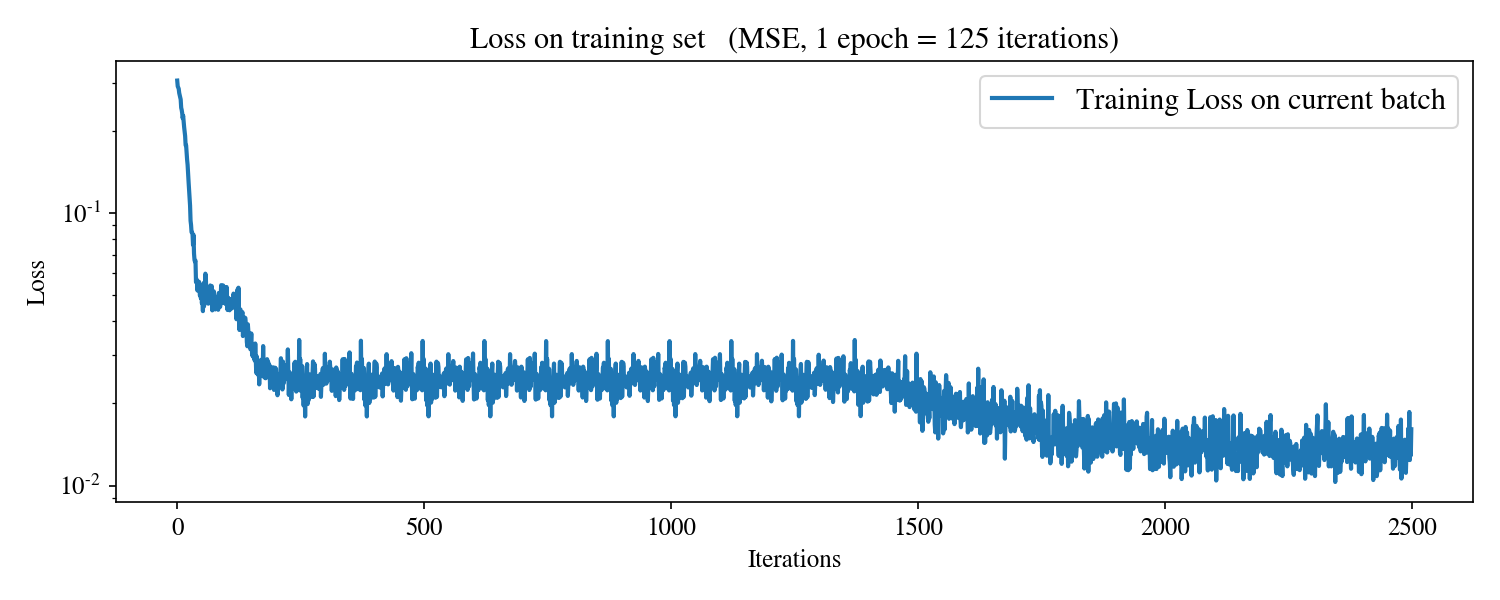 Loss on training set (MSE, 1 epoch = 125 iterations)
Training Loss on current batch
Loss
10^-1
10^-2
0 500 1000 1500 2000 2500
Iterations